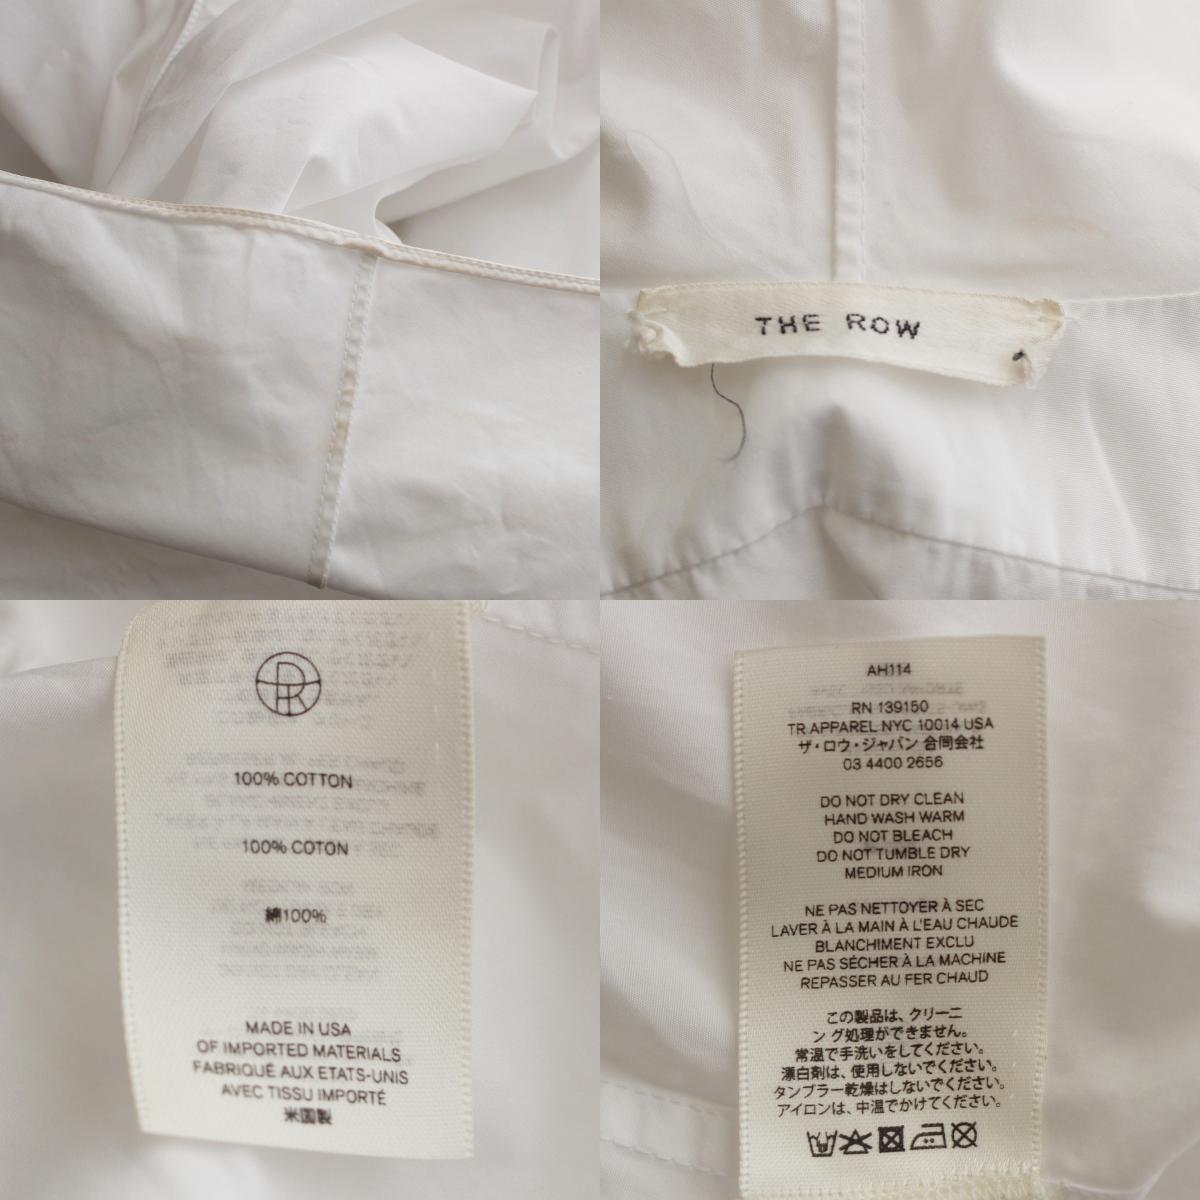 THE ROW
100% COTTON
100% COTON
綿100%
MADE IN USA
OF IMPORTED MATERIALS
FABRIQUÉ AUX ETATS-UNIS
AVEC TISSU IMPORTÉ
米国製
AH114
RN 139150
TR APPAREL NYC 10014 USA
ザ・ロウ・ジャパン 合同会社
03 4400 2656
DO NOT DRY CLEAN
HAND WASH WARM
DO NOT BLEACH
DO NOT TUMBLE DRY
MEDIUM IRON
NE PAS NETTOYER À SEC
LAVER À LA MAIN À L'EAU CHAUDE
BLANCHIMENT EXCLU
NE PAS SÉCHER À LA MACHINE
REPASSER AU FER CHAUD
この製品は、クリーニ
ング処理ができません。
常温で手洗いをしてください。
漂白剤は、使用しないでください。
タンブラー乾燥はしないでください。
アイロンは、中温でかけてください。